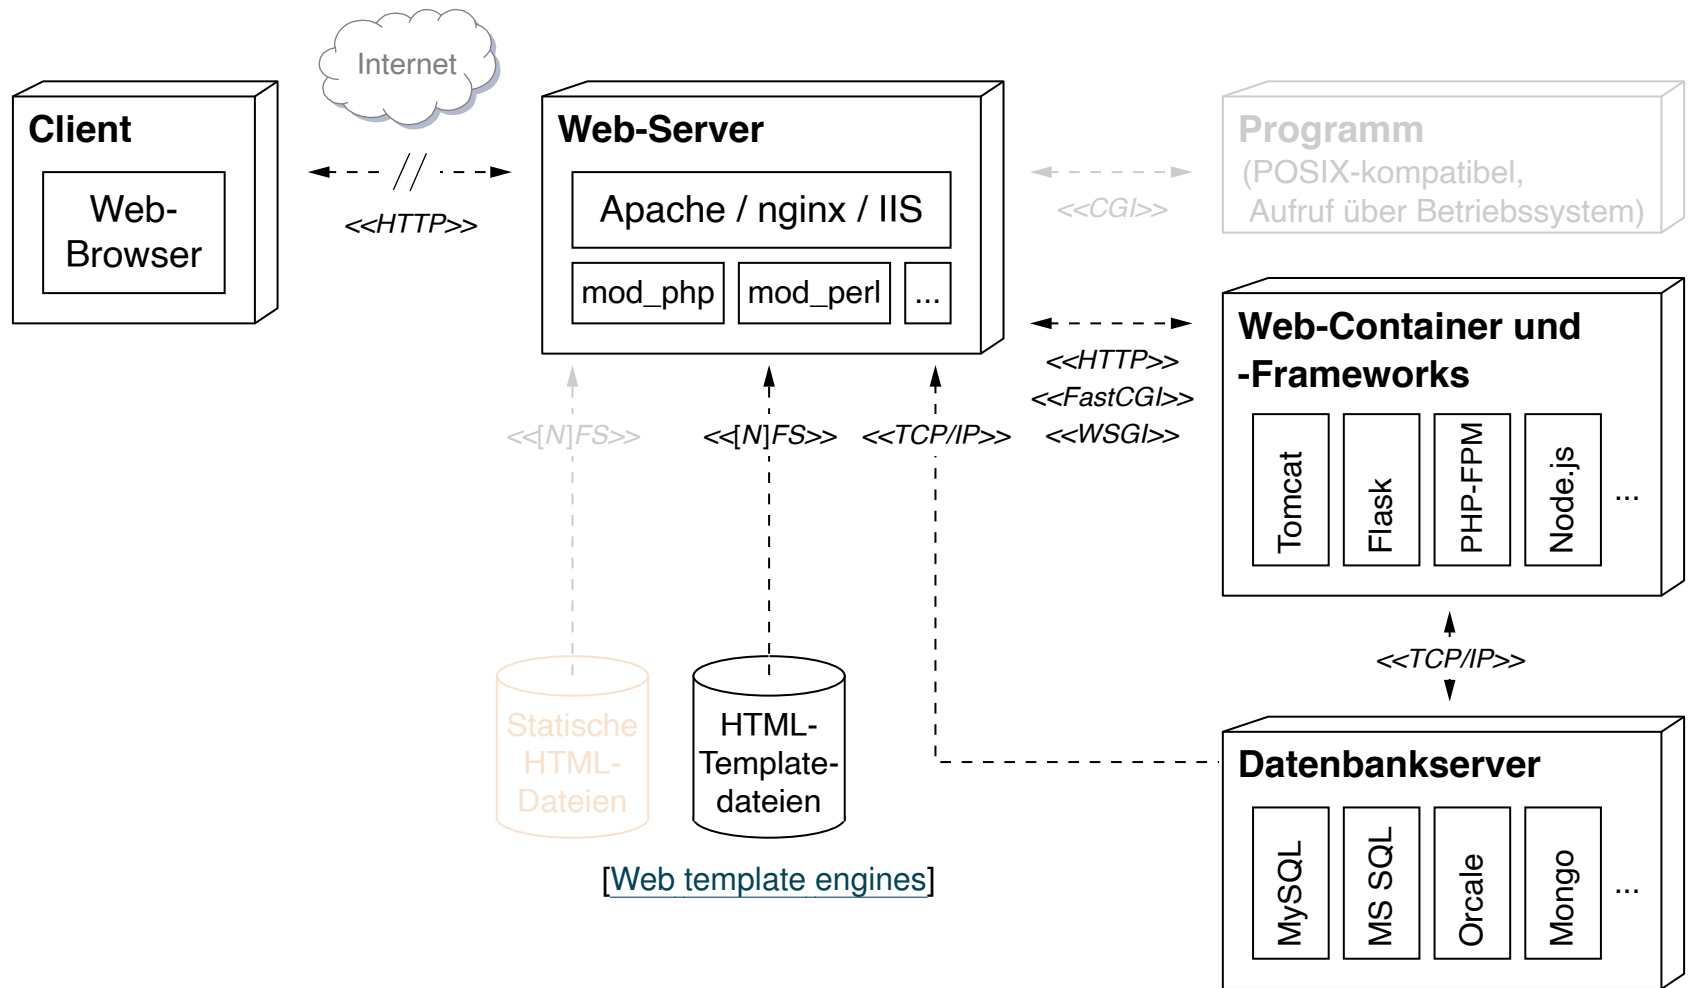 Internet
Client
Web-
Browser
<<HTTP>>
Web-Server
Apache / nginx / IIS
mod_php
mod_perl
...
<<CGI>>
Programm
(POSIX-kompatibel,
Aufruf über Betriebssystem)
<<HTTP>>
<<FastCGI>>
<<WSGI>>
Web-Container und
-Frameworks
Tomcat
Flask
PHP-FPM
Node.js
...
<<[N]FS>>
<<[N]FS>>
<<TCP/IP>>
<<TCP/IP>>
Statische
HTML-
Dateien
HTML-
Template-
dateien
[Web template engines]
Datenbankserver
MySQL
MS SQL
Orcale
Mongo
...